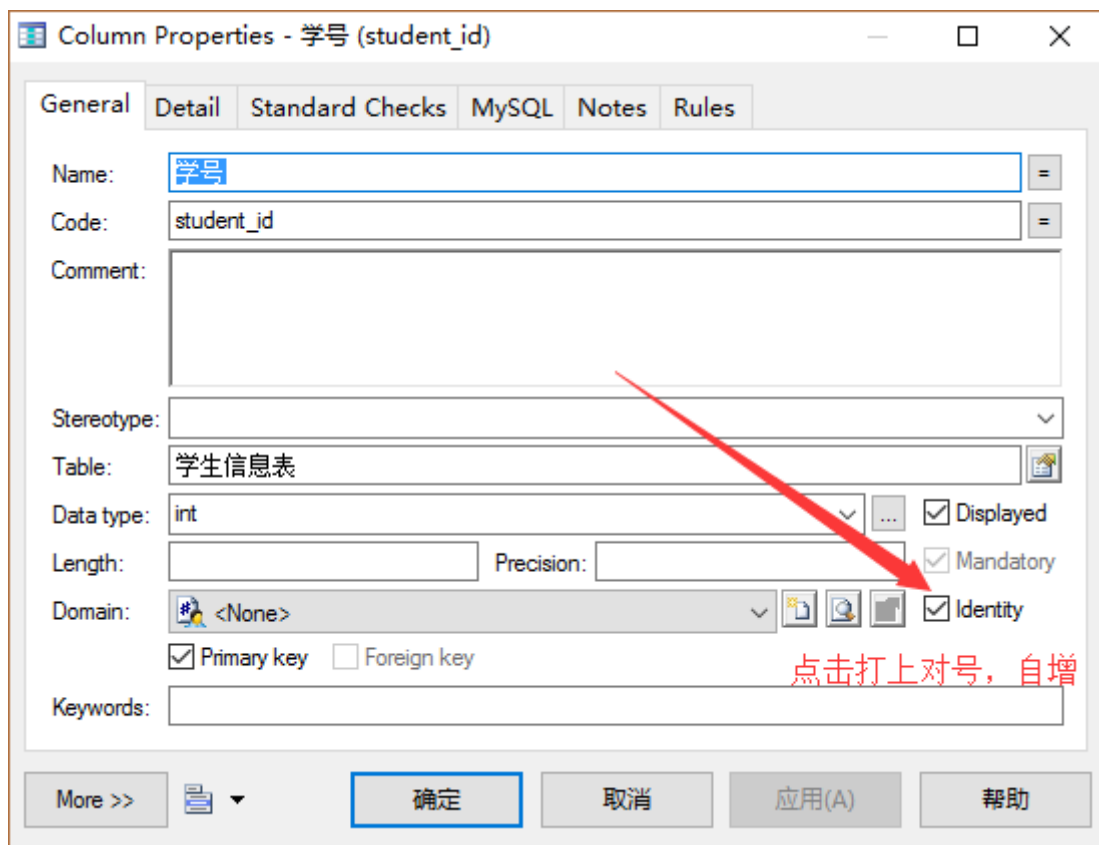 Column Properties - 学号 (student_id)
General Detail Standard Checks MySQL Notes Rules
Name: 学号 =
Code: student_id =
Comment:
Stereotype:
Table: 学生信息表
Data type: int ... Displayed
Length: Precision: Mandatory
Domain: <None> Identity
Primary key Foreign key
点击打上对号，自增
Keywords:
More >> 确定 取消 应用(A) 帮助